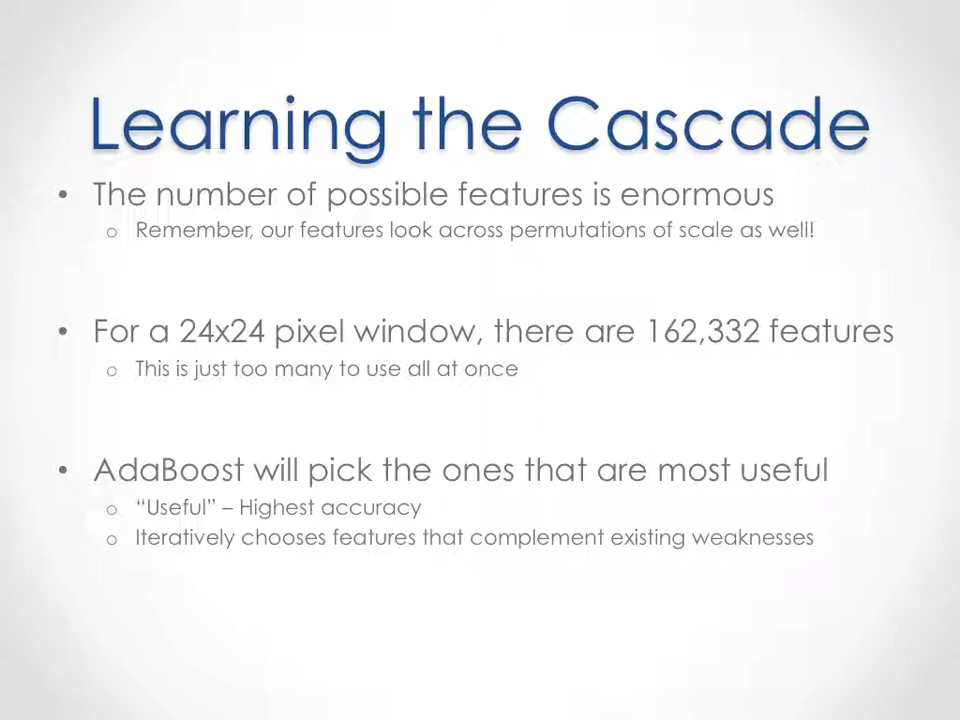 Learning the Cascade
• The number of possible features is enormous
o Remember, our features look across permutations of scale as well!
• For a 24x24 pixel window, there are 162,332 features
o This is just too many to use all at once
• AdaBoost will pick the ones that are most useful
o “Useful” – Highest accuracy
o Iteratively chooses features that complement existing weaknesses